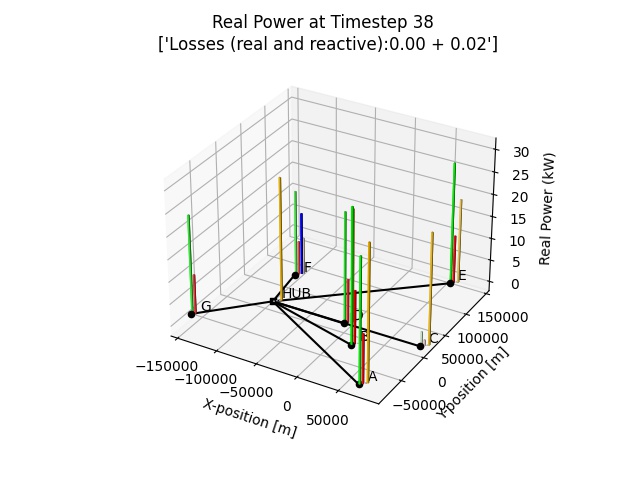 Real Power at Timestep 38
['Losses (real and reactive):0.00 + 0.02']
30
25
20
15
10
5
0
Real Power (kW)
F
E
HUB
G
D
C
A
−150000
−100000
−50000
0
50000
X-position [m]
150000
100000
50000
0
−50000
Y-position [m]